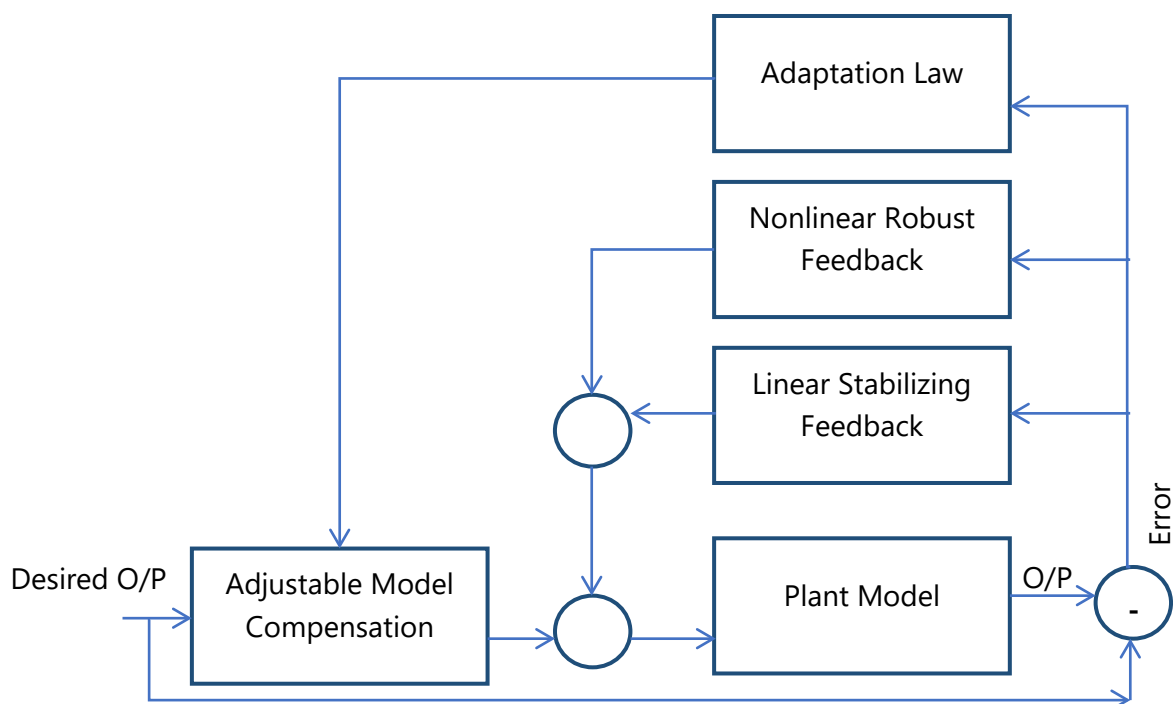 Adaptation Law
Nonlinear Robust
Feedback
Linear Stabilizing
Feedback
Error
Desired O/P
Adjustable Model
Compensation
Plant Model
O/P
-